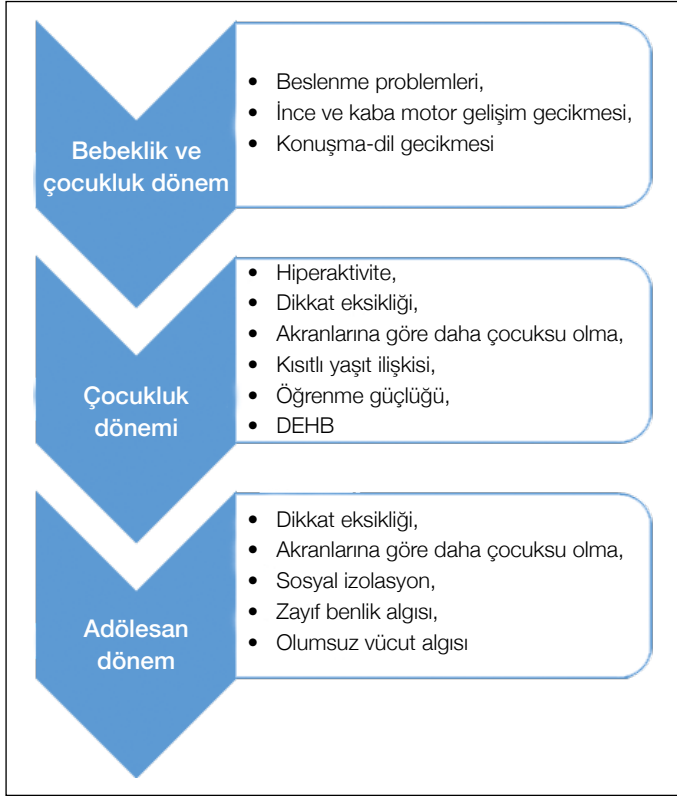 Bebeklik ve
çocukluk dönem
• Beslenme problemleri,
• İnce ve kaba motor gelişim gecikmesi,
• Konuşma-dil gecikmesi
Çocukluk
dönemi
• Hiperaktivite,
• Dikkat eksikliği,
• Akranlarına göre daha çocuksu olma,
• Kısıtlı yaşıt ilişkisi,
• Öğrenme güçlüğü,
• DEHB
Adölesan
dönem
• Dikkat eksikliği,
• Akranlarına göre daha çocuksu olma,
• Sosyal izolasyon,
• Zayıf benlik algısı,
• Olumsuz vücut algısı